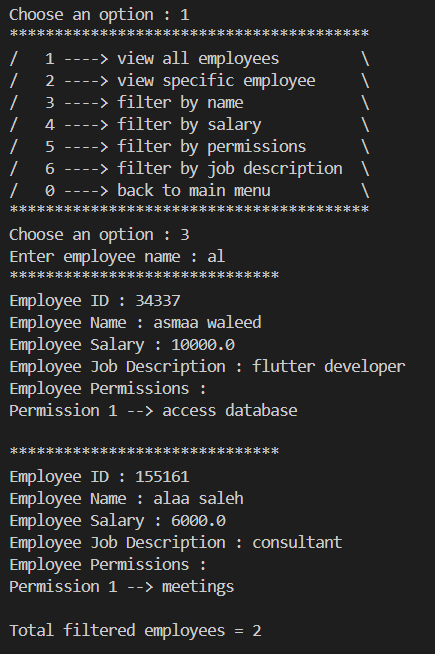 Choose an option : 1
****************************************
/   1 ----> view all employees         \
/   2 ----> view specific employee     \
/   3 ----> filter by name             \
/   4 ----> filter by salary           \
/   5 ----> filter by permissions      \
/   6 ----> filter by job description  \
/   0 ----> back to main menu          \
****************************************
Choose an option : 3
Enter employee name : al
******************************
Employee ID : 34337
Employee Name : asmaa waleed
Employee Salary : 10000.0
Employee Job Description : flutter developer
Employee Permissions :
Permission 1 --> access database

******************************
Employee ID : 155161
Employee Name : alaa saleh
Employee Salary : 6000.0
Employee Job Description : consultant
Employee Permissions :
Permission 1 --> meetings

Total filtered employees = 2